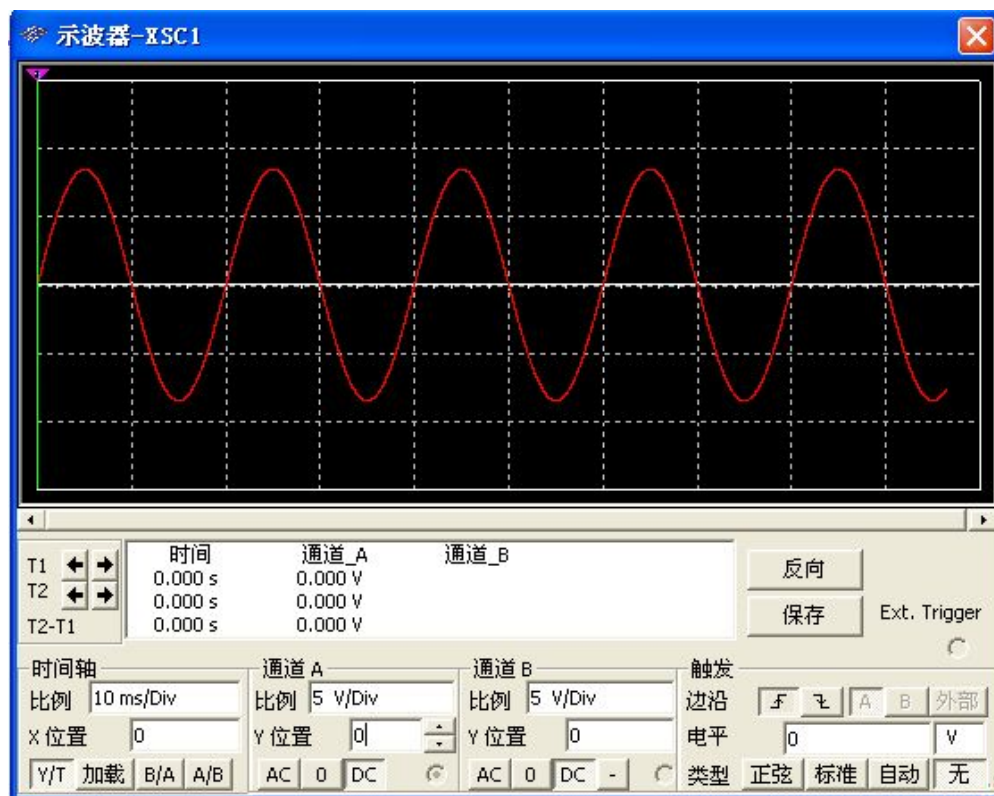 示波器-XSC1
1
T1
T2
T2-T1
时间 通道_A 通道_B
0.000 s 0.000 V
0.000 s 0.000 V
0.000 s 0.000 V
反向
保存
Ext. Trigger
时间轴
比例 10 ms/Div
X 位置 0
Y/T 加载 B/A A/B
通道 A
比例 5 V/Div
Y 位置 0
AC 0 DC
通道 B
比例 5 V/Div
Y 位置 0
AC 0 DC -
触发
边沿 A B 外部
电平 0 V
类型 正弦 标准 自动 无